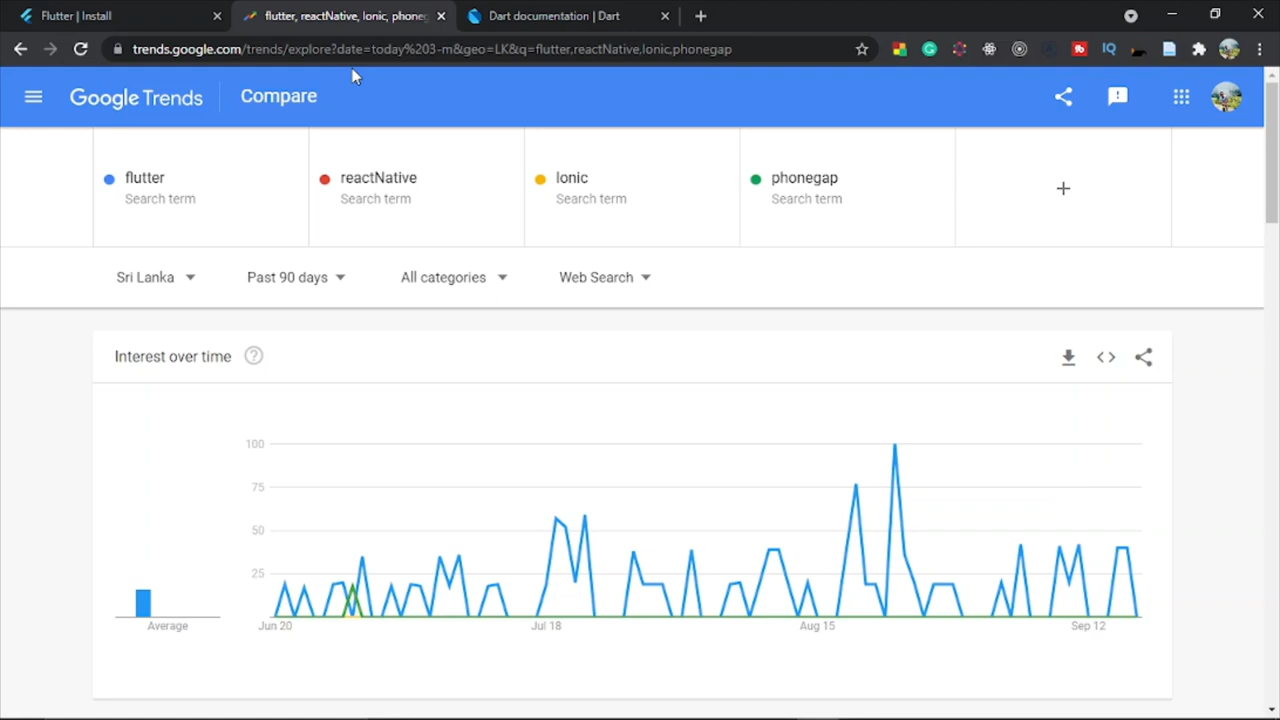 Flutter | Install
flutter, reactNative, Ionic, phoneg
Dart documentation | Dart
trends.google.com/trends/explore?date=today%203-m&geo=LK&q=flutter,reactNative,Ionic,phonegap
IQ
Google Trends
Compare
flutter
Search term
reactNative
Search term
Ionic
Search term
phonegap
Search term
Sri Lanka
Past 90 days
All categories
Web Search
Interest over time
100
75
50
25
Average
Jun 20
Jul 18
Aug 15
Sep 12